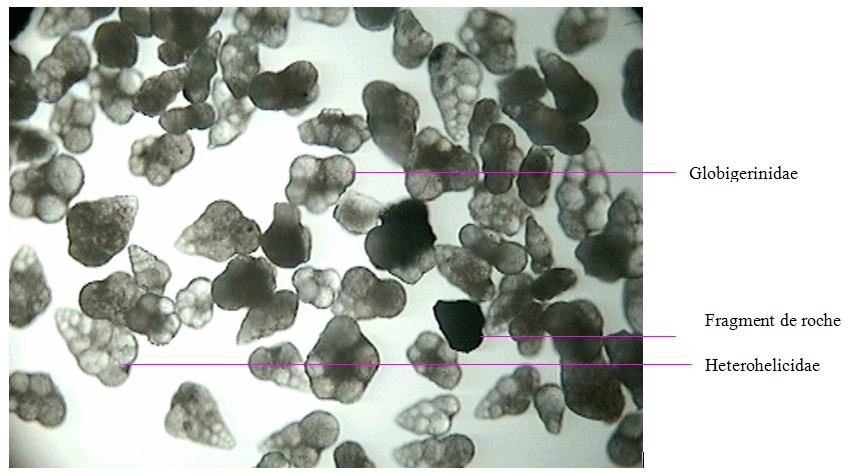 Globigerinidae
Fragment de roche
Heterohelicidae